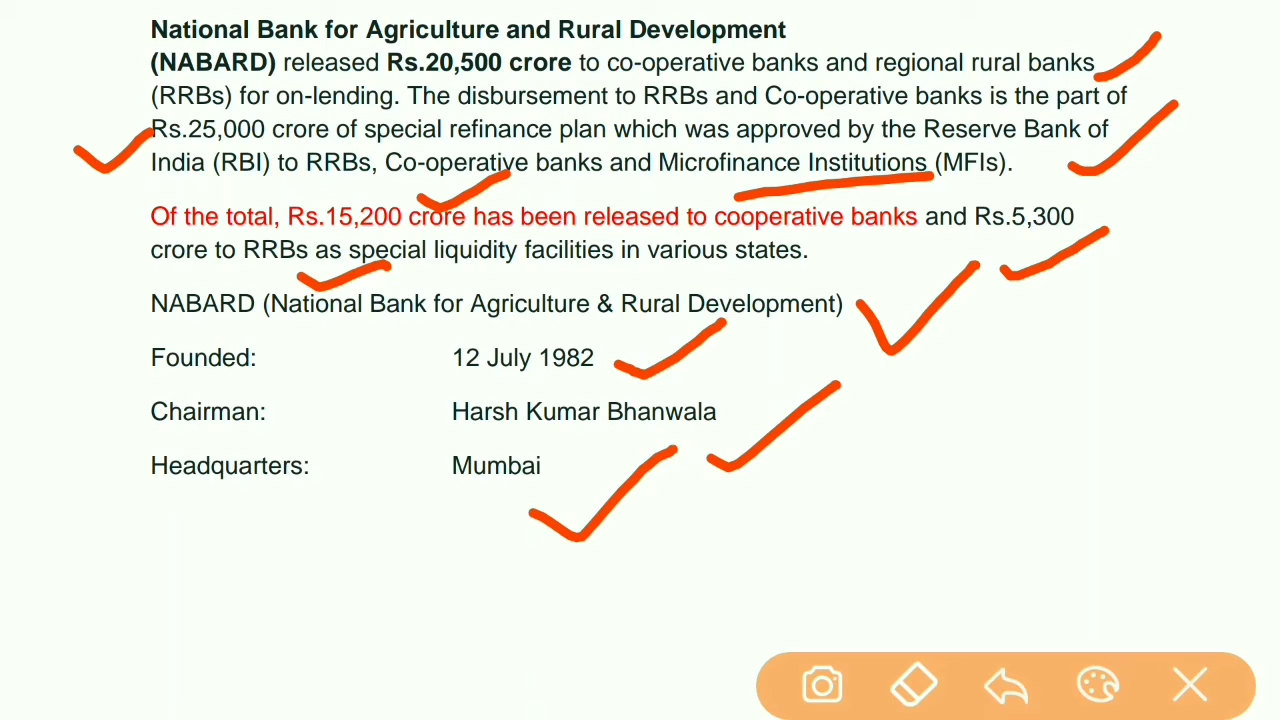 National Bank for Agriculture and Rural Development
(NABARD) released Rs.20,500 crore to co-operative banks and regional rural banks
(RRBs) for on-lending. The disbursement to RRBs and Co-operative banks is the part of
Rs.25,000 crore of special refinance plan which was approved by the Reserve Bank of
India (RBI) to RRBs, Co-operative banks and Microfinance Institutions (MFIs).
Of the total, Rs.15,200 crore has been released to cooperative banks and Rs.5,300
crore to RRBs as special liquidity facilities in various states.
NABARD (National Bank for Agriculture & Rural Development)
Founded: 12 July 1982
Chairman: Harsh Kumar Bhanwala
Headquarters: Mumbai